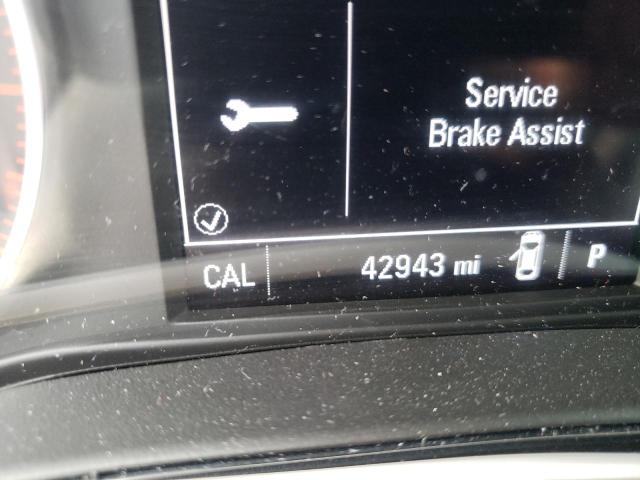 Service
Brake Assist
CAL 42943 mi P